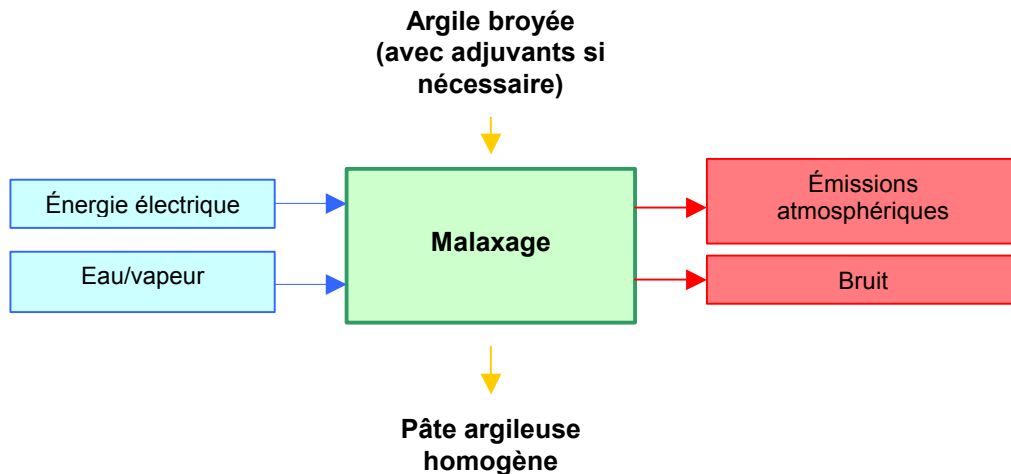 Argile broyée
(avec adjuvants si
nécessaire)
Énergie électrique
Eau/vapeur
Malaxage
Émissions
atmosphériques
Bruit
Pâte argileuse
homogène